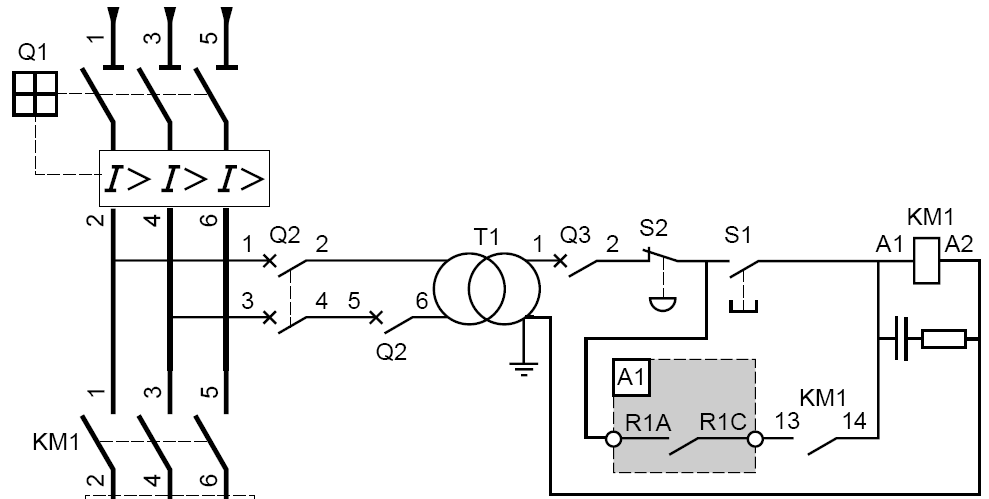 1 3 5
Q1
I> I> I>
2 4 6
1 Q2 2 T1 1 Q3 2 S2 S1 A1 KM1 A2
3 4 5 6
Q2
A1
1 3 5 KM1
R1A R1C 13 14
KM1
2 4 6